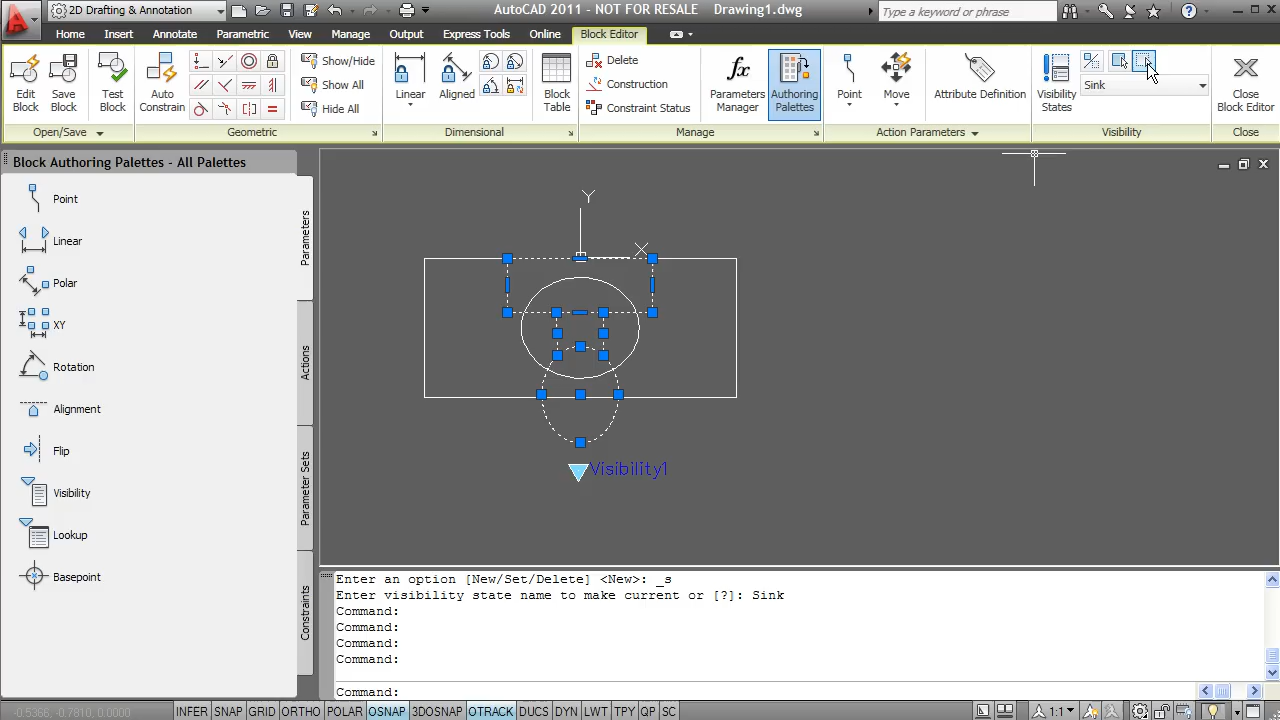 2D Drafting & Annotation
AutoCAD 2011 - NOT FOR RESALE Drawing1.dwg
Type a keyword or phrase
Home Insert Annotate Parametric View Manage Output Express Tools Online Block Editor
Edit Block
Save Block
Test Block
Auto Constrain
Show/Hide
Show All
Hide All
Linear
Aligned
Block Table
Delete
Construction
Constraint Status
Parameters Manager
Authoring Palettes
Point
Move
Attribute Definition
Visibility States
Sink
Close Block Editor
Open/Save
Geometric
Dimensional
Manage
Action Parameters
Visibility
Close
Block Authoring Palettes - All Palettes
Point
Linear
Polar
XY
Rotation
Alignment
Flip
Visibility
Lookup
Basepoint
Parameters
Actions
Parameter Sets
Constraints
Y
X
Visibility1
Enter an option [New/Set/Delete] <New>: _s
Enter visibility state name to make current or [?]: Sink
Command:
Command:
Command:
Command:
Command:
-0.5366, -0.7810, 0.0000
INFER SNAP GRID ORTHO POLAR OSNAP 3DOSNAP OTRACK DUCS DYN LWT TPY QP SC
1:1